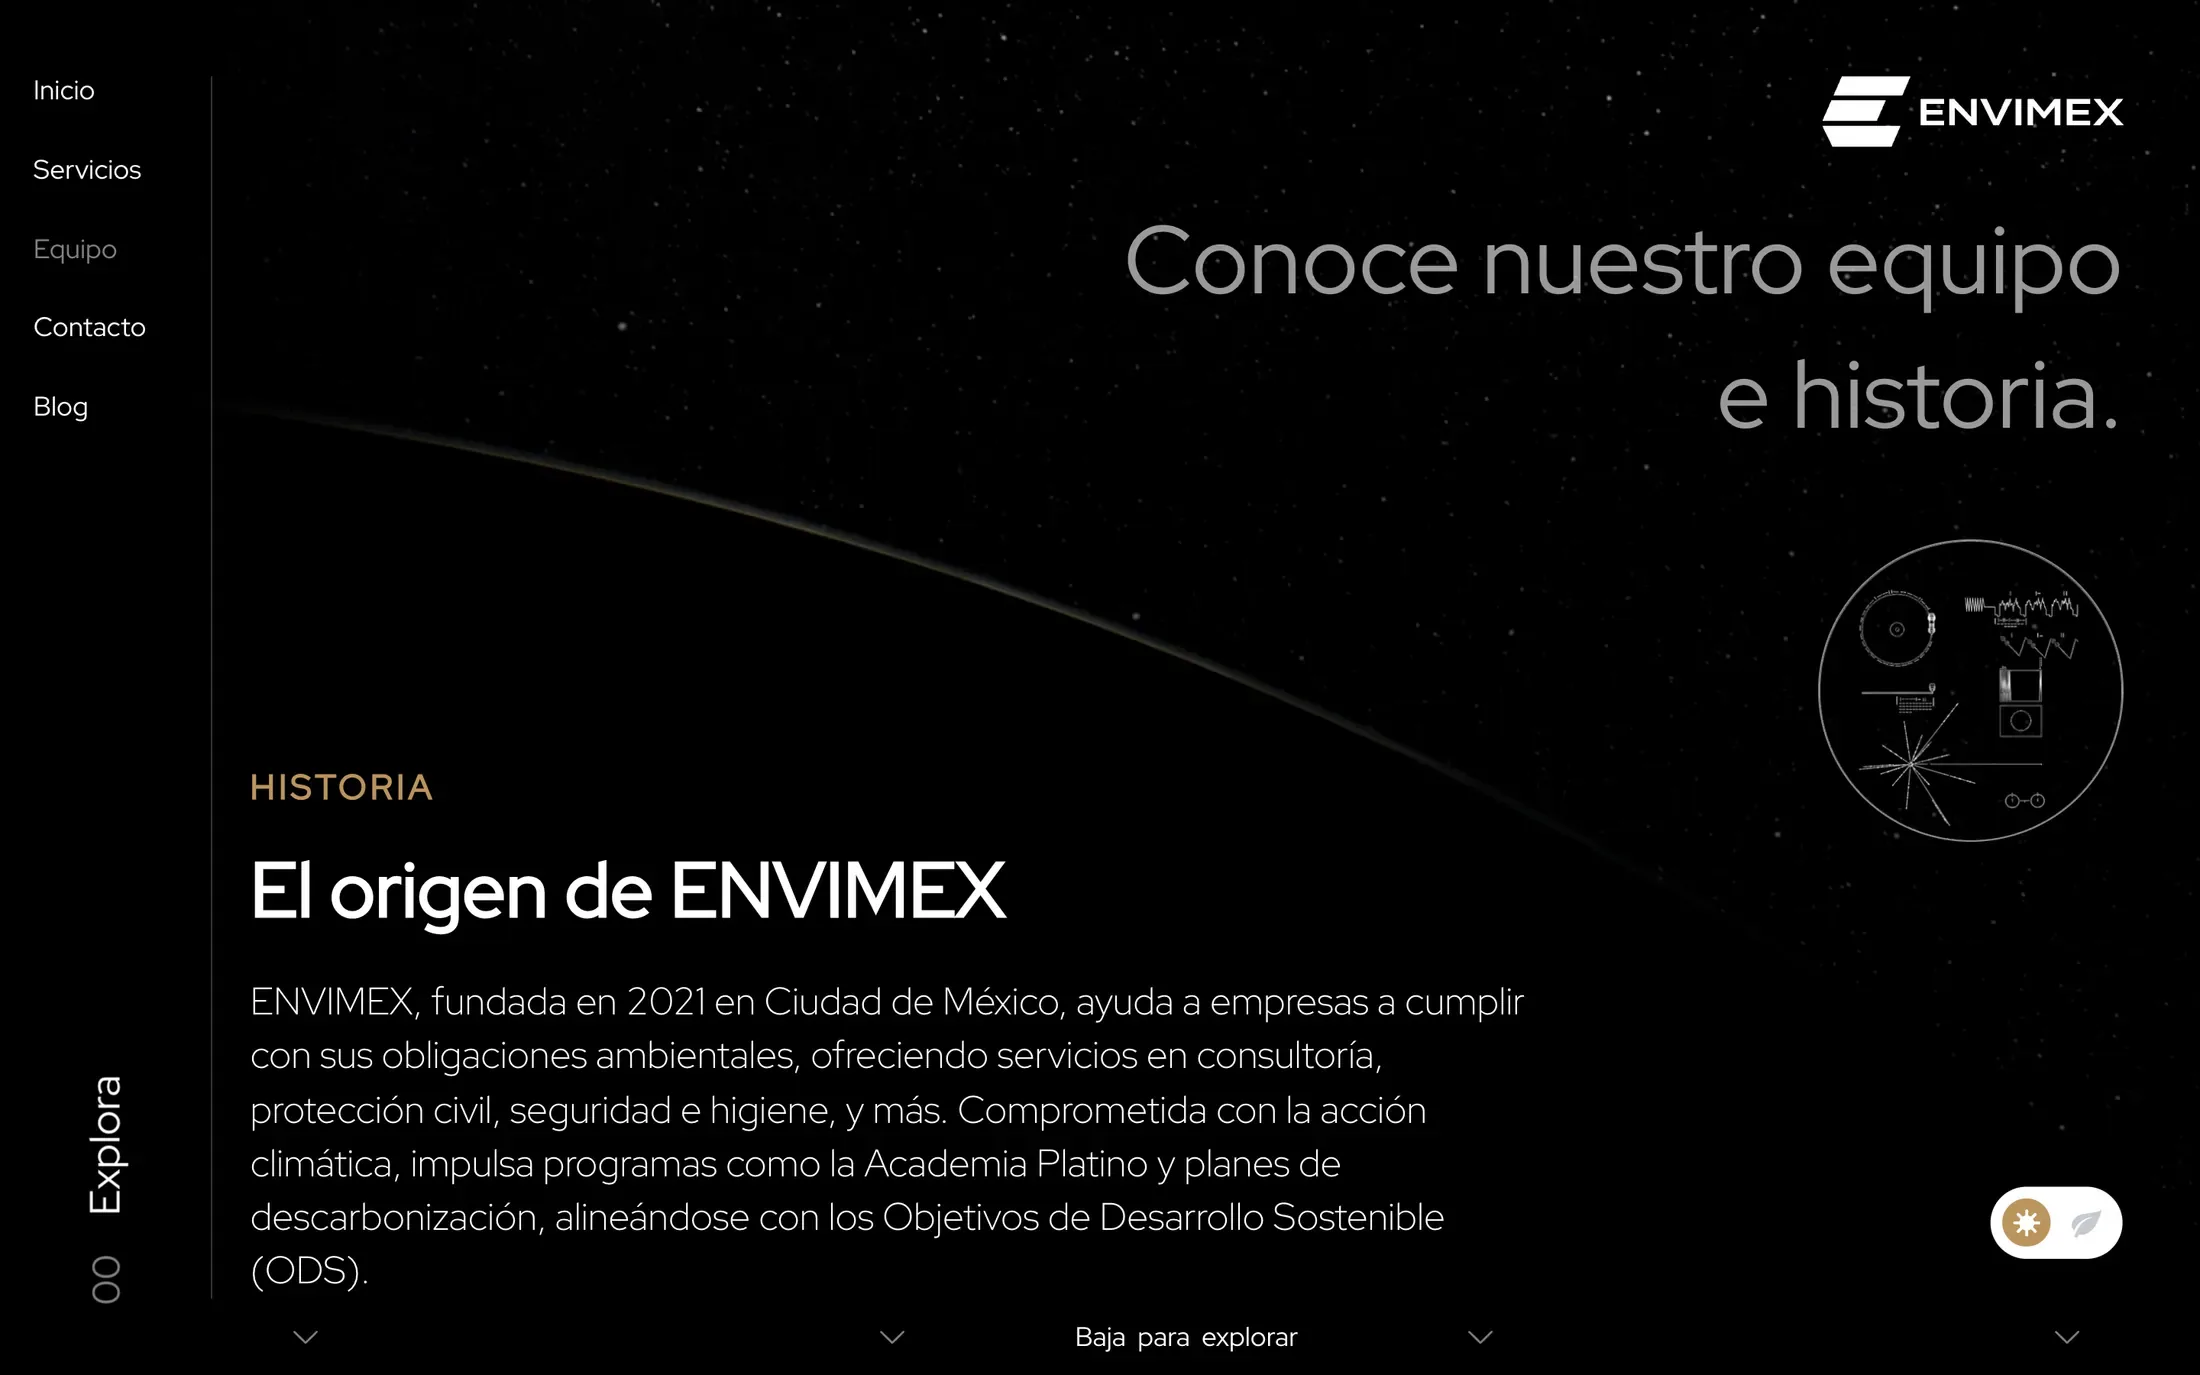 Inicio
Servicios
Equipo
Contacto
Blog
ENVIMEX
Conoce nuestro equipo
e historia.
HISTORIA
El origen de ENVIMEX
ENVIMEX, fundada en 2021 en Ciudad de México, ayuda a empresas a cumplir
con sus obligaciones ambientales, ofreciendo servicios en consultoría,
protección civil, seguridad e higiene, y más. Comprometida con la acción
climática, impulsa programas como la Academia Platino y planes de
descarbonización, alineándose con los Objetivos de Desarrollo Sostenible
(ODS).
00 Explora
Baja para explorar